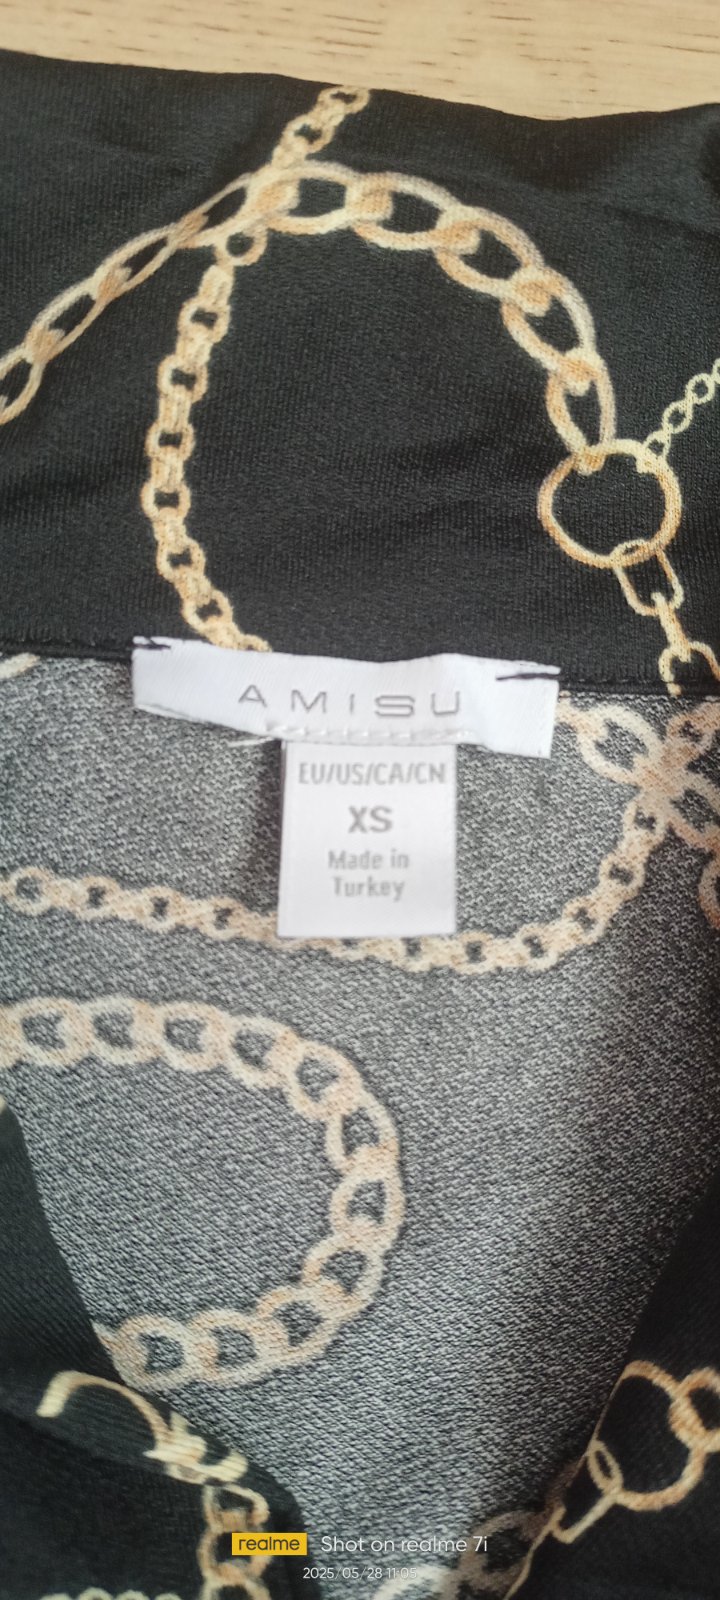 AMISU
EU/US/CA/CN
XS
Made in
Turkey
realme Shot on realme 7i
2025/05/28 11:05